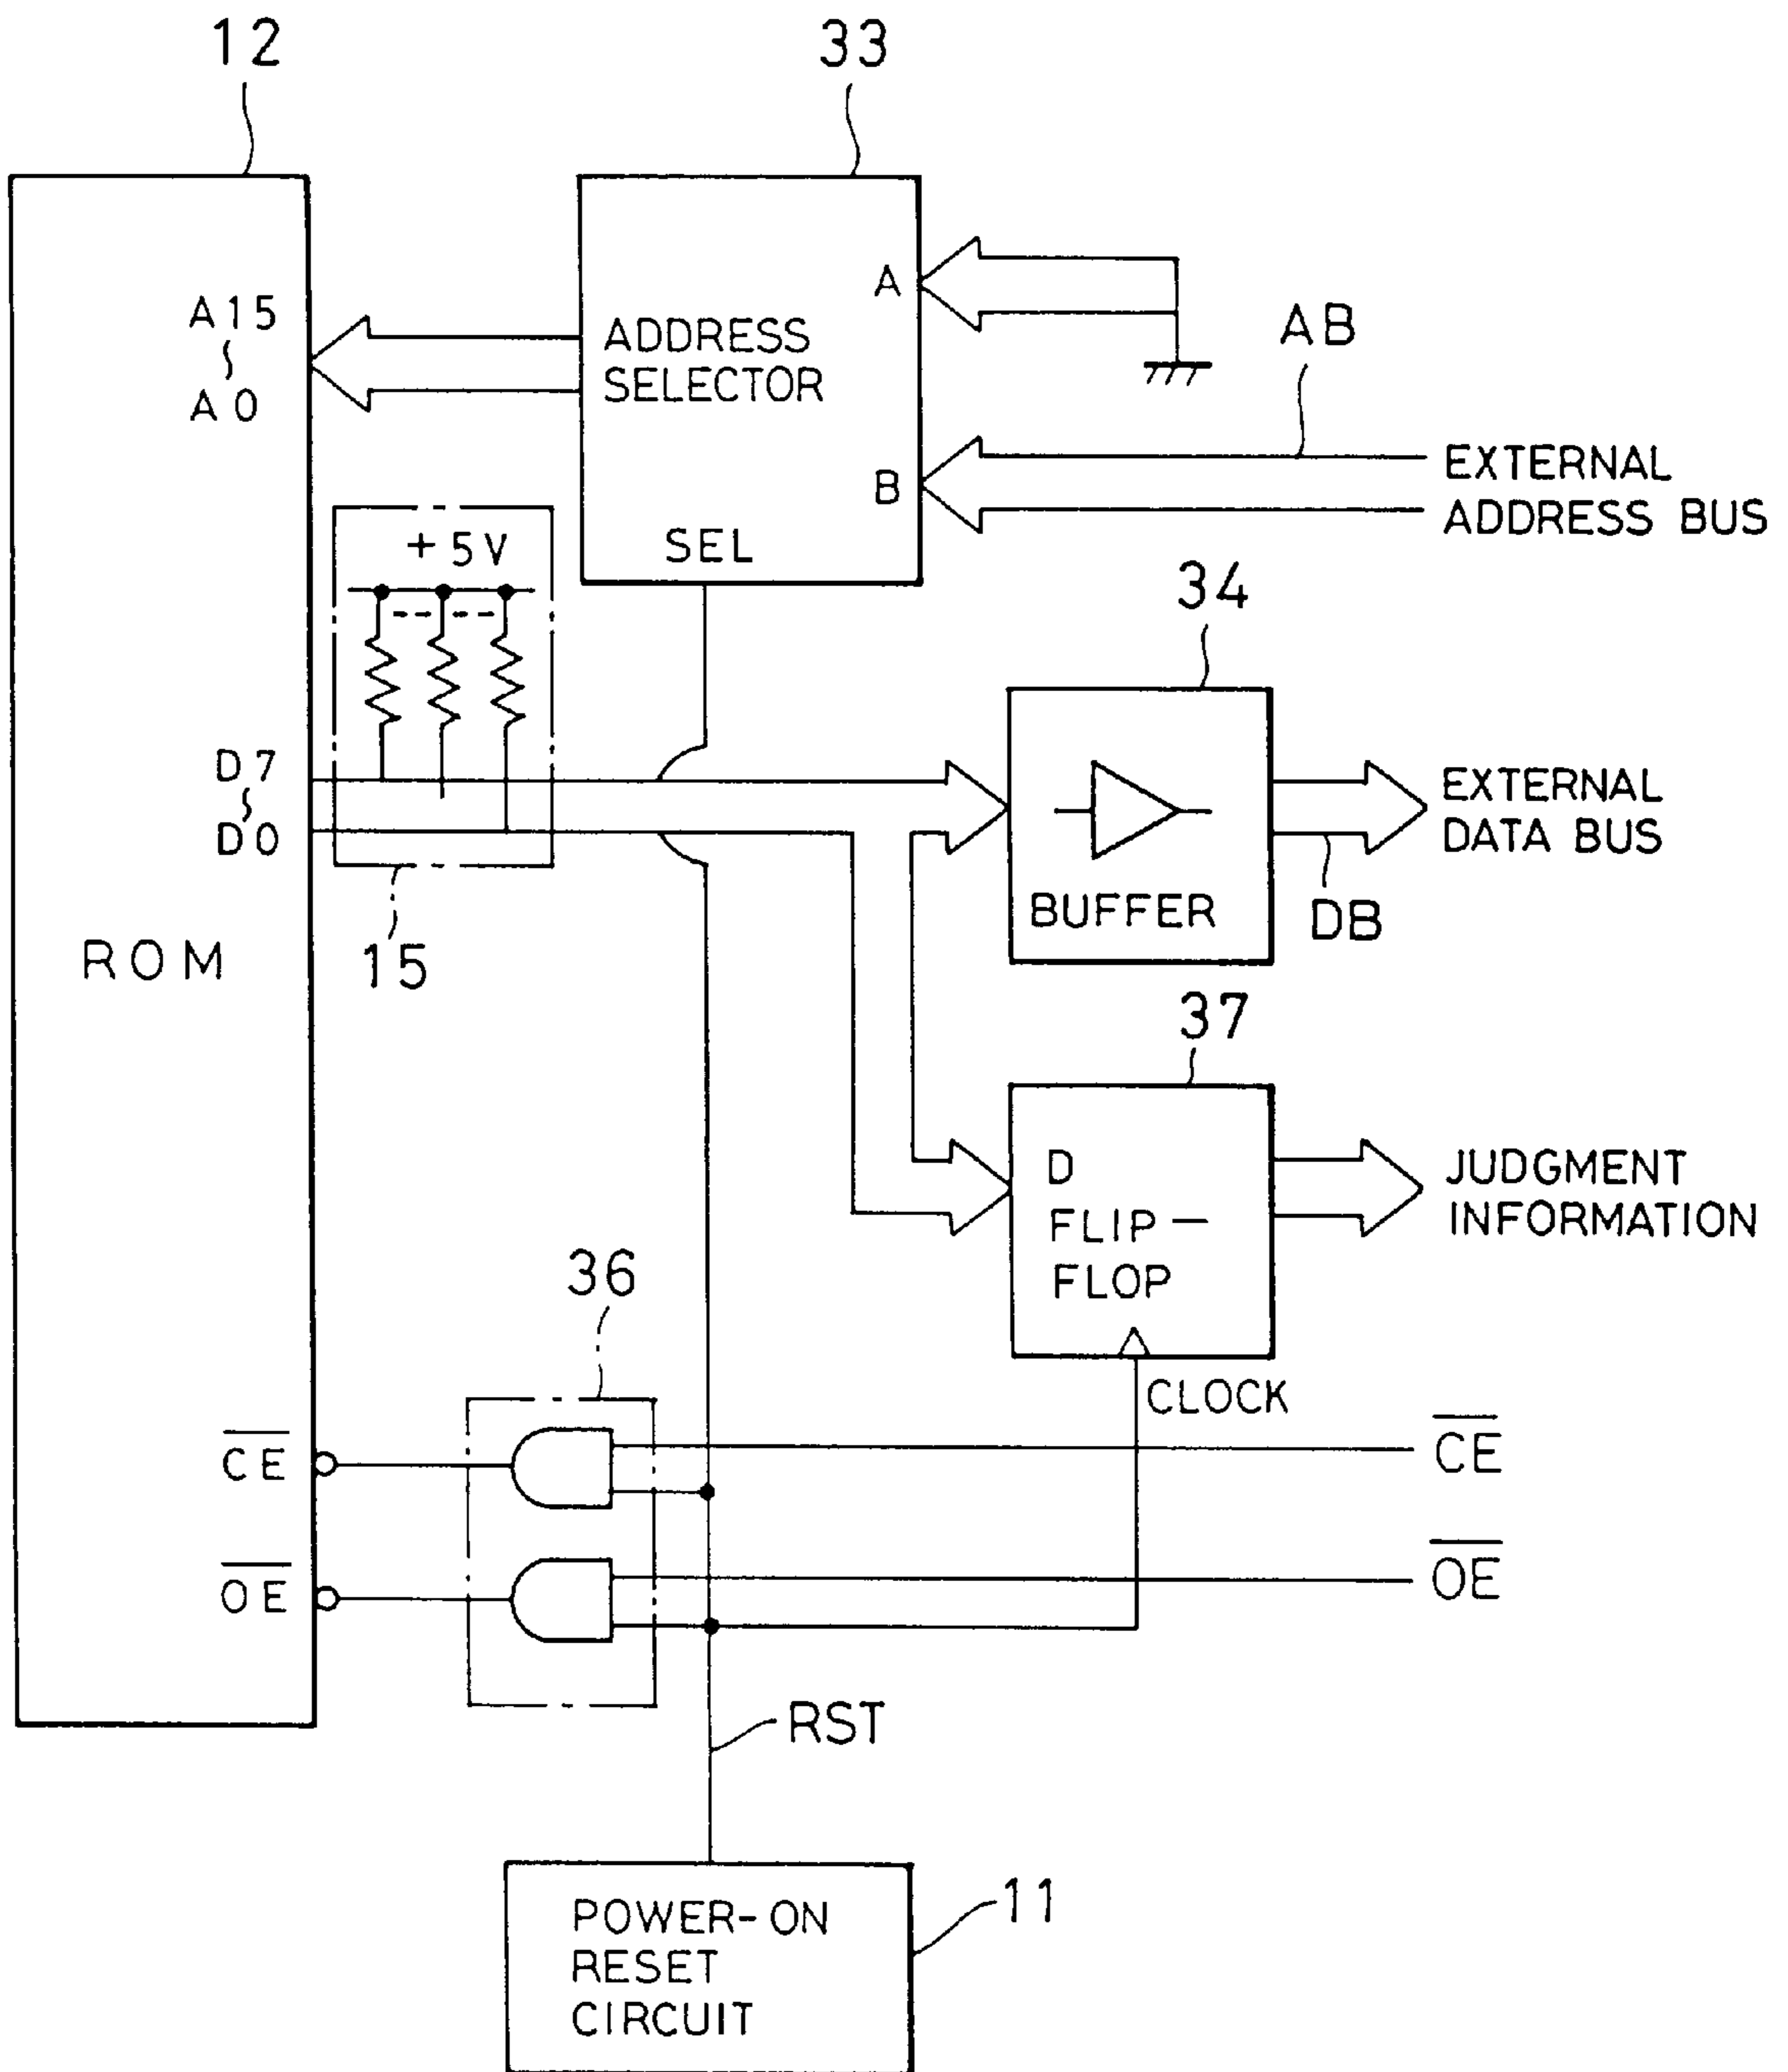 12
33
A15
A0
ADDRESS
SELECTOR
A
B
SEL
AB
EXTERNAL
ADDRESS BUS
+5V
34
D7
D0
15
BUFFER
EXTERNAL
DATA BUS
DB
ROM
37
D
FLIP-
FLOP
CLOCK
JUDGMENT
INFORMATION
36
CE
OE
CE
OE
RST
POWER-ON
RESET
CIRCUIT
11